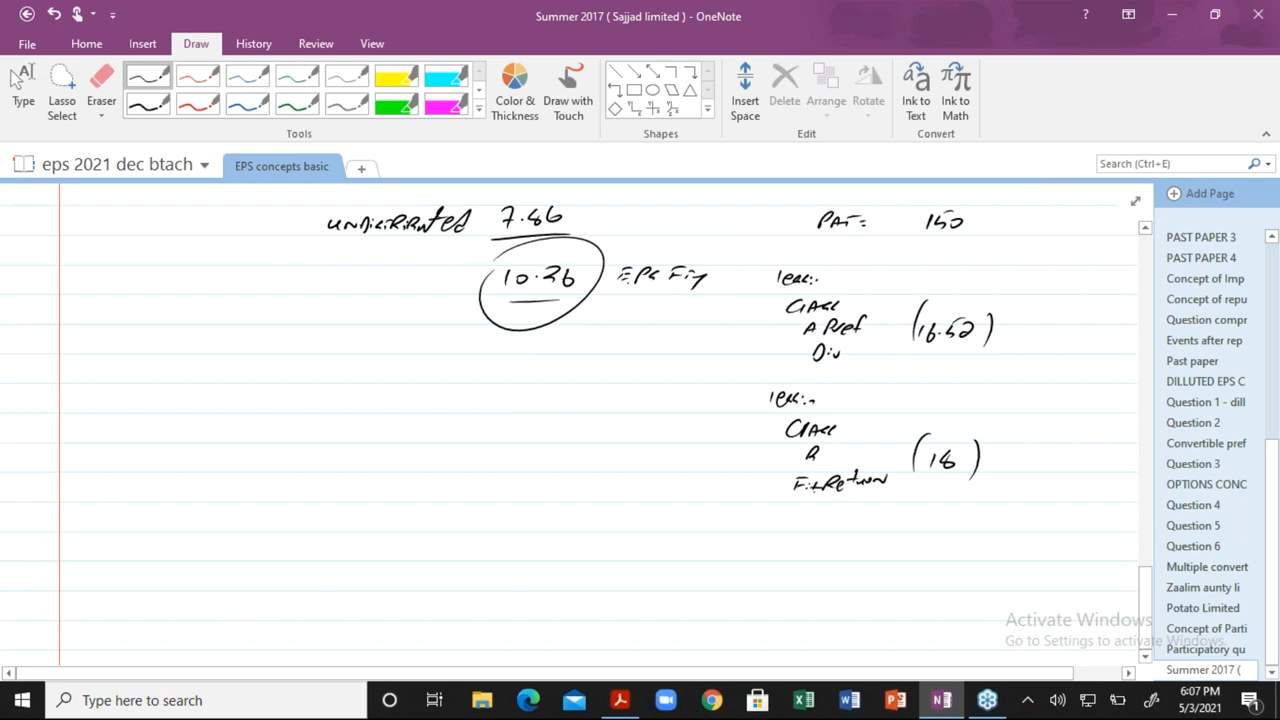 Summer 2017 ( Sajjad limited ) - OneNote
File Home Insert Draw History Review View
Type
Lasso Select
Eraser
Color & Thickness
Draw with Touch
Insert Space
Delete
Arrange
Rotate
Ink to Text
Ink to Math
Tools
Shapes
Edit
Convert
eps 2021 dec btach
EPS concepts basic
Search (Ctrl+E)
Add Page
PAST PAPER 3
PAST PAPER 4
Concept of Imp
Concept of repu
Question compr
Events after rep
Past paper
DILLUTED EPS C
Question 1 - dill
Question 2
Convertible pref
Question 3
OPTIONS CONC
Question 4
Question 5
Question 6
Multiple convert
Zaalim aunty li
Potato Limited
Concept of Parti
Participatory qu
Summer 2017 (
undistributed 7.86
10.26 EPS Fig
PAT: 150
less:-
Class
A Pref
Div
(16.52)
less:-
Class
B
(18)
Activate Windows
Go to Settings to activate Windows.
Type here to search
6:07 PM
5/3/2021